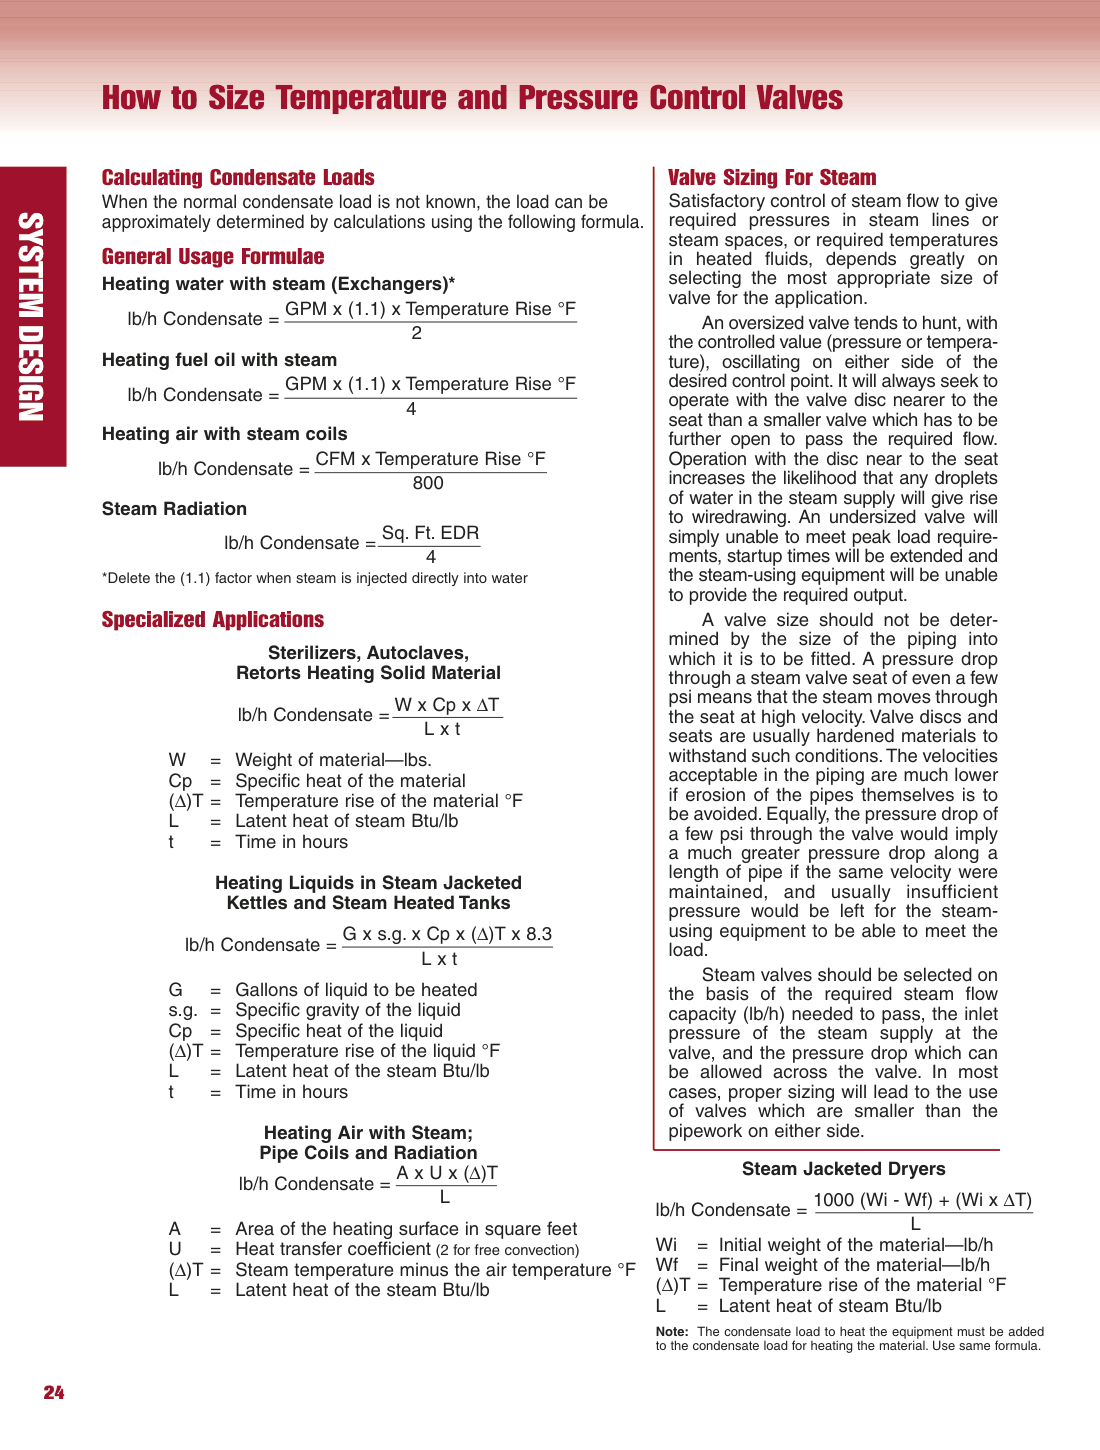 How to Size Temperature and Pressure Control Valves
SYSTEM DESIGN
Calculating Condensate Loads
When the normal condensate load is not known, the load can be
approximately determined by calculations using the following formula.
General Usage Formulae
Heating water with steam (Exchangers)*
lb/h Condensate = GPM x (1.1) x Temperature Rise °F
2
Heating fuel oil with steam
lb/h Condensate = GPM x (1.1) x Temperature Rise °F
4
Heating air with steam coils
lb/h Condensate = CFM x Temperature Rise °F
800
Steam Radiation
lb/h Condensate = Sq. Ft. EDR
4
*Delete the (1.1) factor when steam is injected directly into water
Specialized Applications
Sterilizers, Autoclaves,
Retorts Heating Solid Material
lb/h Condensate = W x Cp x ∆T
L x t
W = Weight of material—lbs.
Cp = Specific heat of the material
(∆)T = Temperature rise of the material °F
L = Latent heat of steam Btu/lb
t = Time in hours
Heating Liquids in Steam Jacketed
Kettles and Steam Heated Tanks
lb/h Condensate = G x s.g. x Cp x (∆)T x 8.3
L x t
G = Gallons of liquid to be heated
s.g. = Specific gravity of the liquid
Cp = Specific heat of the liquid
(∆)T = Temperature rise of the liquid °F
L = Latent heat of the steam Btu/lb
t = Time in hours
Heating Air with Steam;
Pipe Coils and Radiation
lb/h Condensate = A x U x (∆)T
L
A = Area of the heating surface in square feet
U = Heat transfer coefficient (2 for free convection)
(∆)T = Steam temperature minus the air temperature °F
L = Latent heat of the steam Btu/lb
Valve Sizing For Steam
Satisfactory control of steam flow to give
required pressures in steam lines or
steam spaces, or required temperatures
in heated fluids, depends greatly on
selecting the most appropriate size of
valve for the application.
An oversized valve tends to hunt, with
the controlled value (pressure or tempera-
ture), oscillating on either side of the
desired control point. It will always seek to
operate with the valve disc nearer to the
seat than a smaller valve which has to be
further open to pass the required flow.
Operation with the disc near to the seat
increases the likelihood that any droplets
of water in the steam supply will give rise
to wiredrawing. An undersized valve will
simply unable to meet peak load require-
ments, startup times will be extended and
the steam-using equipment will be unable
to provide the required output.
A valve size should not be deter-
mined by the size of the piping into
which it is to be fitted. A pressure drop
through a steam valve seat of even a few
psi means that the steam moves through
the seat at high velocity. Valve discs and
seats are usually hardened materials to
withstand such conditions. The velocities
acceptable in the piping are much lower
if erosion of the pipes themselves is to
be avoided. Equally, the pressure drop of
a few psi through the valve would imply
a much greater pressure drop along a
length of pipe if the same velocity were
maintained, and usually insufficient
pressure would be left for the steam-
using equipment to be able to meet the
load.
Steam valves should be selected on
the basis of the required steam flow
capacity (lb/h) needed to pass, the inlet
pressure of the steam supply at the
valve, and the pressure drop which can
be allowed across the valve. In most
cases, proper sizing will lead to the use
of valves which are smaller than the
pipework on either side.
Steam Jacketed Dryers
lb/h Condensate = 1000 (Wi - Wf) + (Wi x ∆T)
L
Wi = Initial weight of the material—lb/h
Wf = Final weight of the material—lb/h
(∆)T = Temperature rise of the material °F
L = Latent heat of steam Btu/lb
Note: The condensate load to heat the equipment must be added
to the condensate load for heating the material. Use same formula.
24